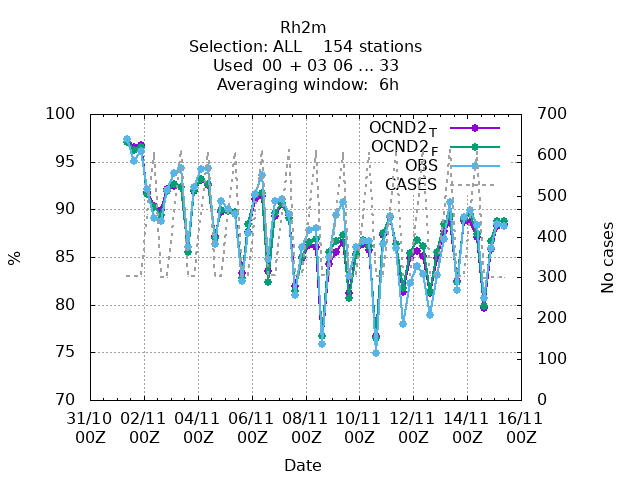 Rh2m
Selection: ALL 154 stations
Used 00 + 03 06 ... 33
Averaging window: 6h
OCND2T
OCND2F
OBS
CASES
100
95
90
85
80
75
70
%
700
600
500
400
300
200
100
0
No cases
31/10 02/11 04/11 06/11 08/11 10/11 12/11 14/11 16/11
00Z 00Z 00Z 00Z 00Z 00Z 00Z 00Z 00Z
Date